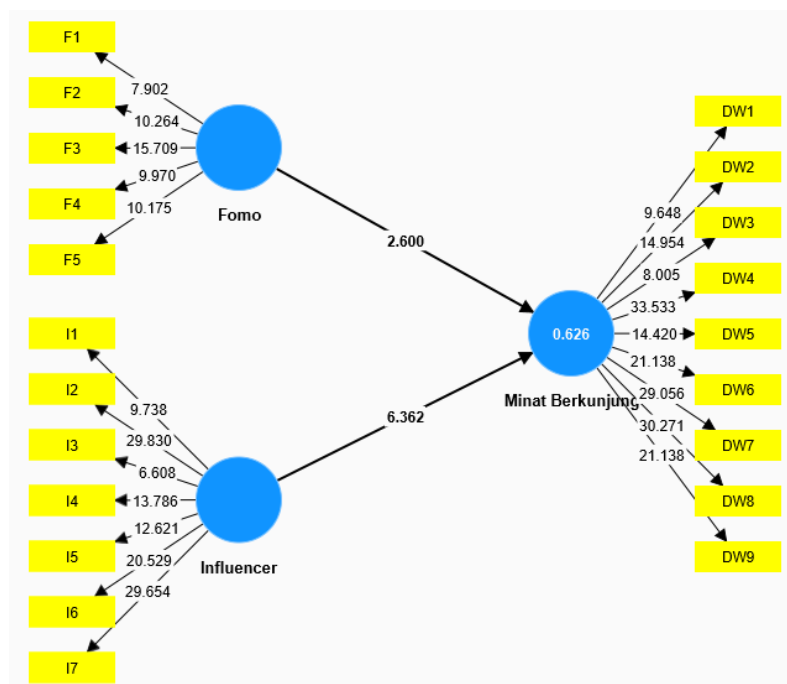 F1
F2
F3
F4
F5
7.902
10.264
15.709
9.970
10.175
Fomo
2.600
I1
I2
I3
I4
I5
I6
I7
9.738
29.830
6.608
13.786
12.621
20.529
29.654
Influencer
6.362
0.626
Minat Berkunjung
9.648
14.954
8.005
33.533
14.420
21.138
29.056
30.271
21.138
DW1
DW2
DW3
DW4
DW5
DW6
DW7
DW8
DW9